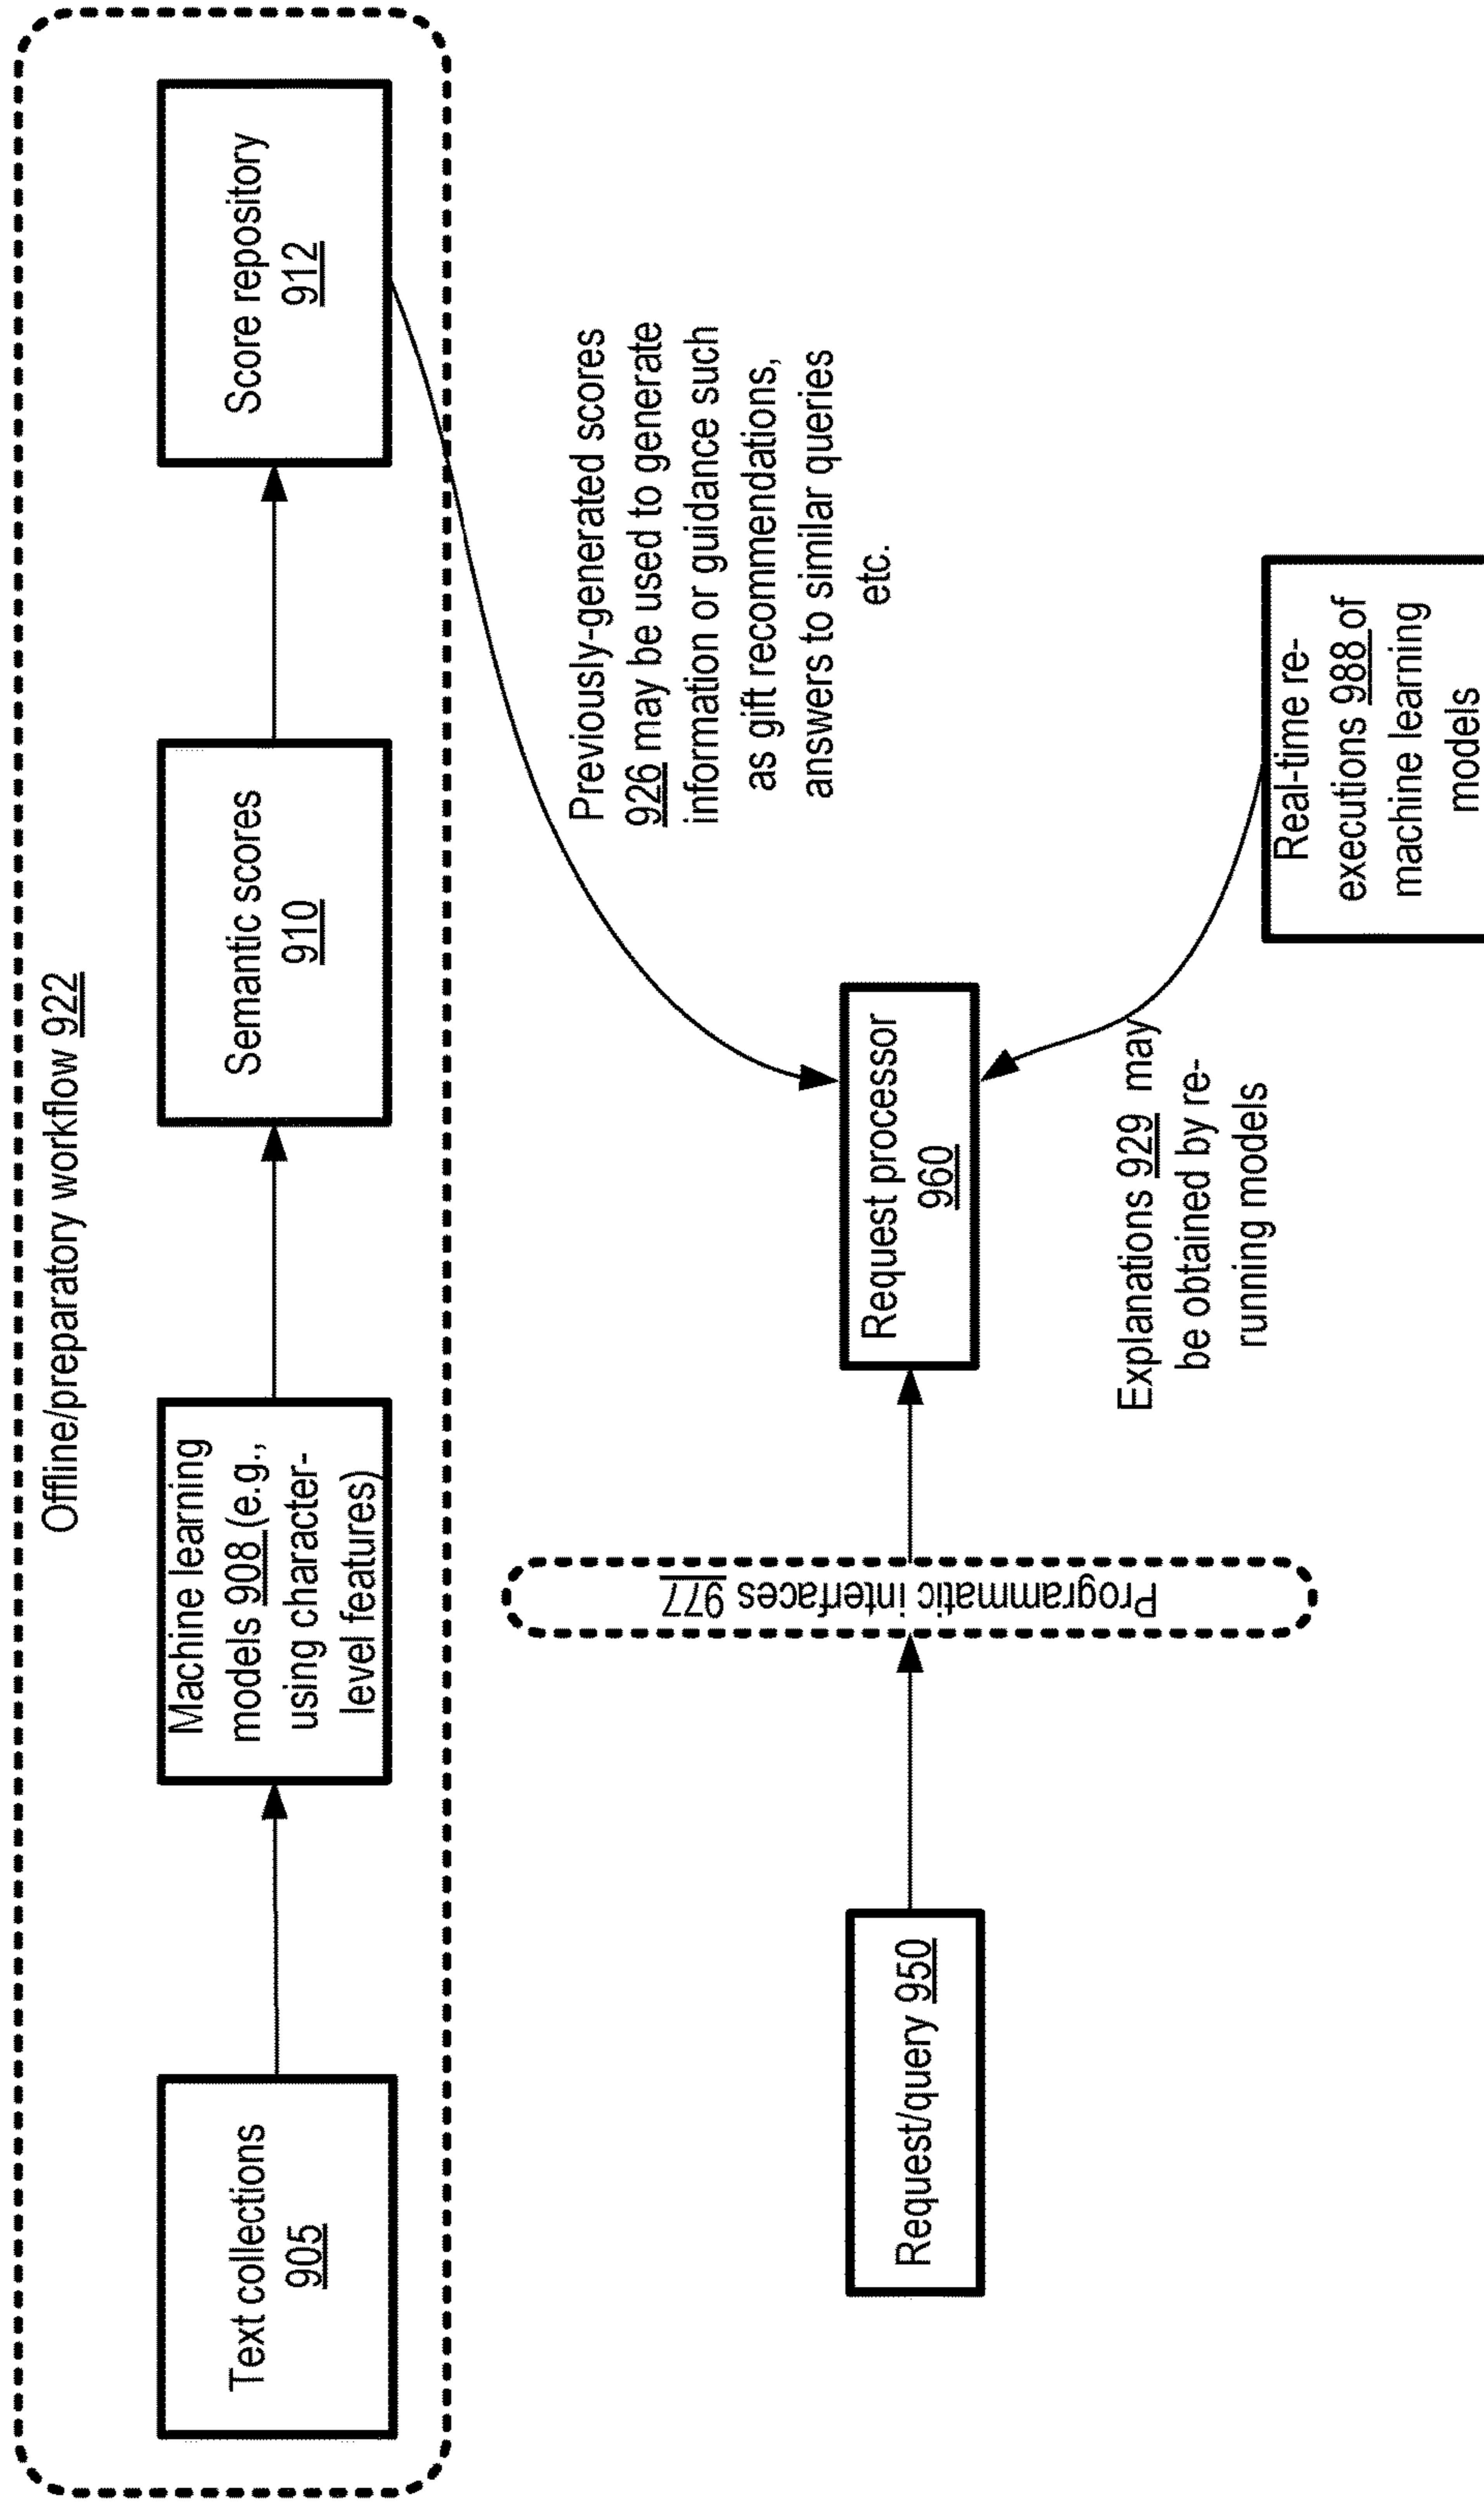 Offline/preparatory workflow 922
Text collections
905
Machine learning
models 908 (e.g.,
using character-
level features)
Semantic scores
910
Score repository
912
Previously-generated scores
926 may be used to generate
information or guidance such
as gift recommendations,
answers to similar queries
etc.
Request/query 950
Programmatic interfaces 977
Request processor
960
Explanations 929 may
be obtained by re-
running models
Real-time re-
executions 988 of
machine learning
models